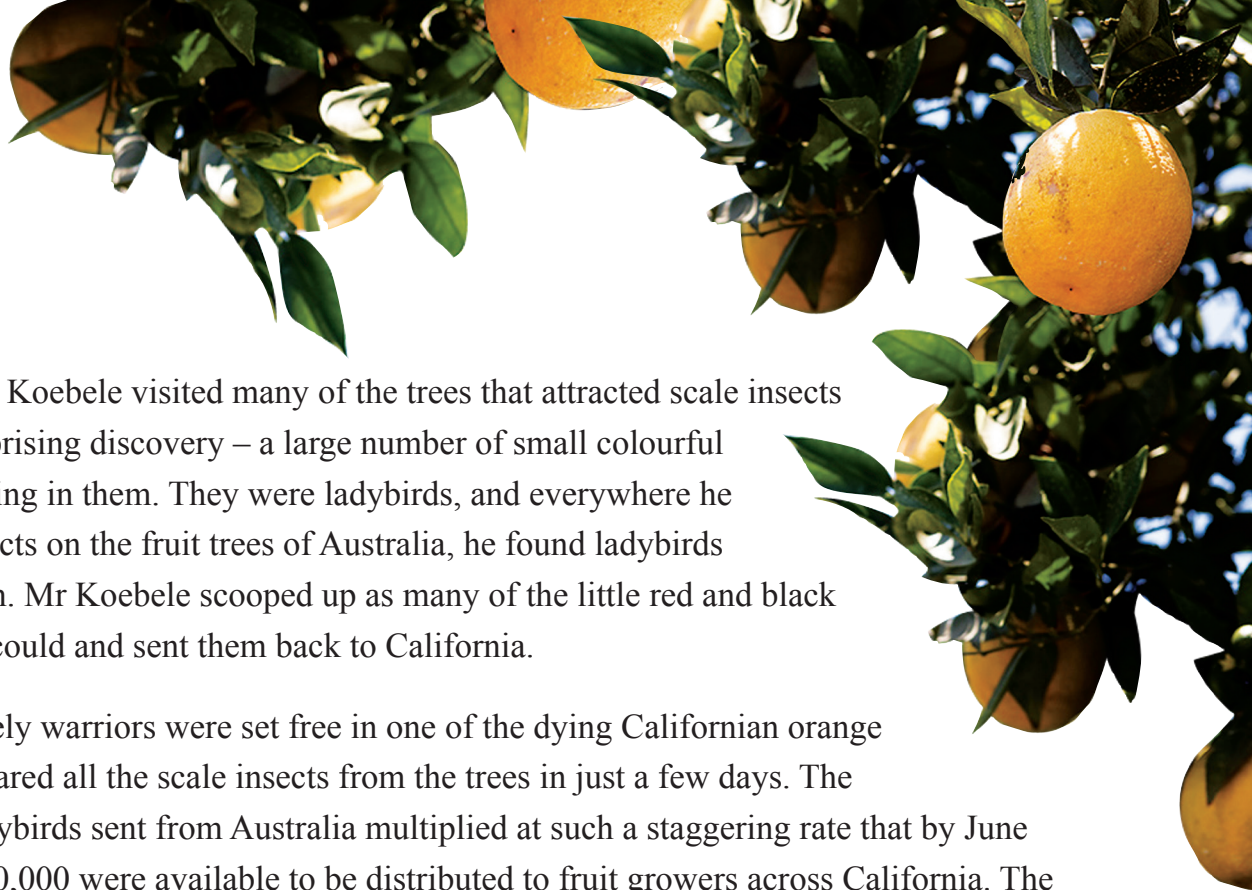 Koebele visited many of the trees that attracted scale insects
rising discovery – a large number of small colourful
ing in them. They were ladybirds, and everywhere he
cts on the fruit trees of Australia, he found ladybirds
. Mr Koebele scooped up as many of the little red and black
could and sent them back to California.
ely warriors were set free in one of the dying Californian orange
ared all the scale insects from the trees in just a few days. The
ybirds sent from Australia multiplied at such a staggering rate that by June
0,000 were available to be distributed to fruit growers across California. The